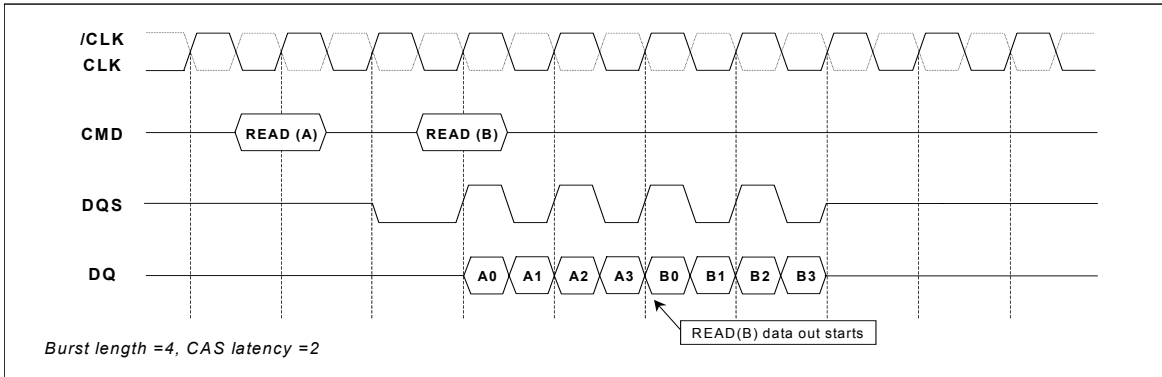 /CLK
CLK
CMD READ (A) READ (B)
DQS
DQ A0 A1 A2 A3 B0 B1 B2 B3
READ(B) data out starts
Burst length =4, CAS latency =2